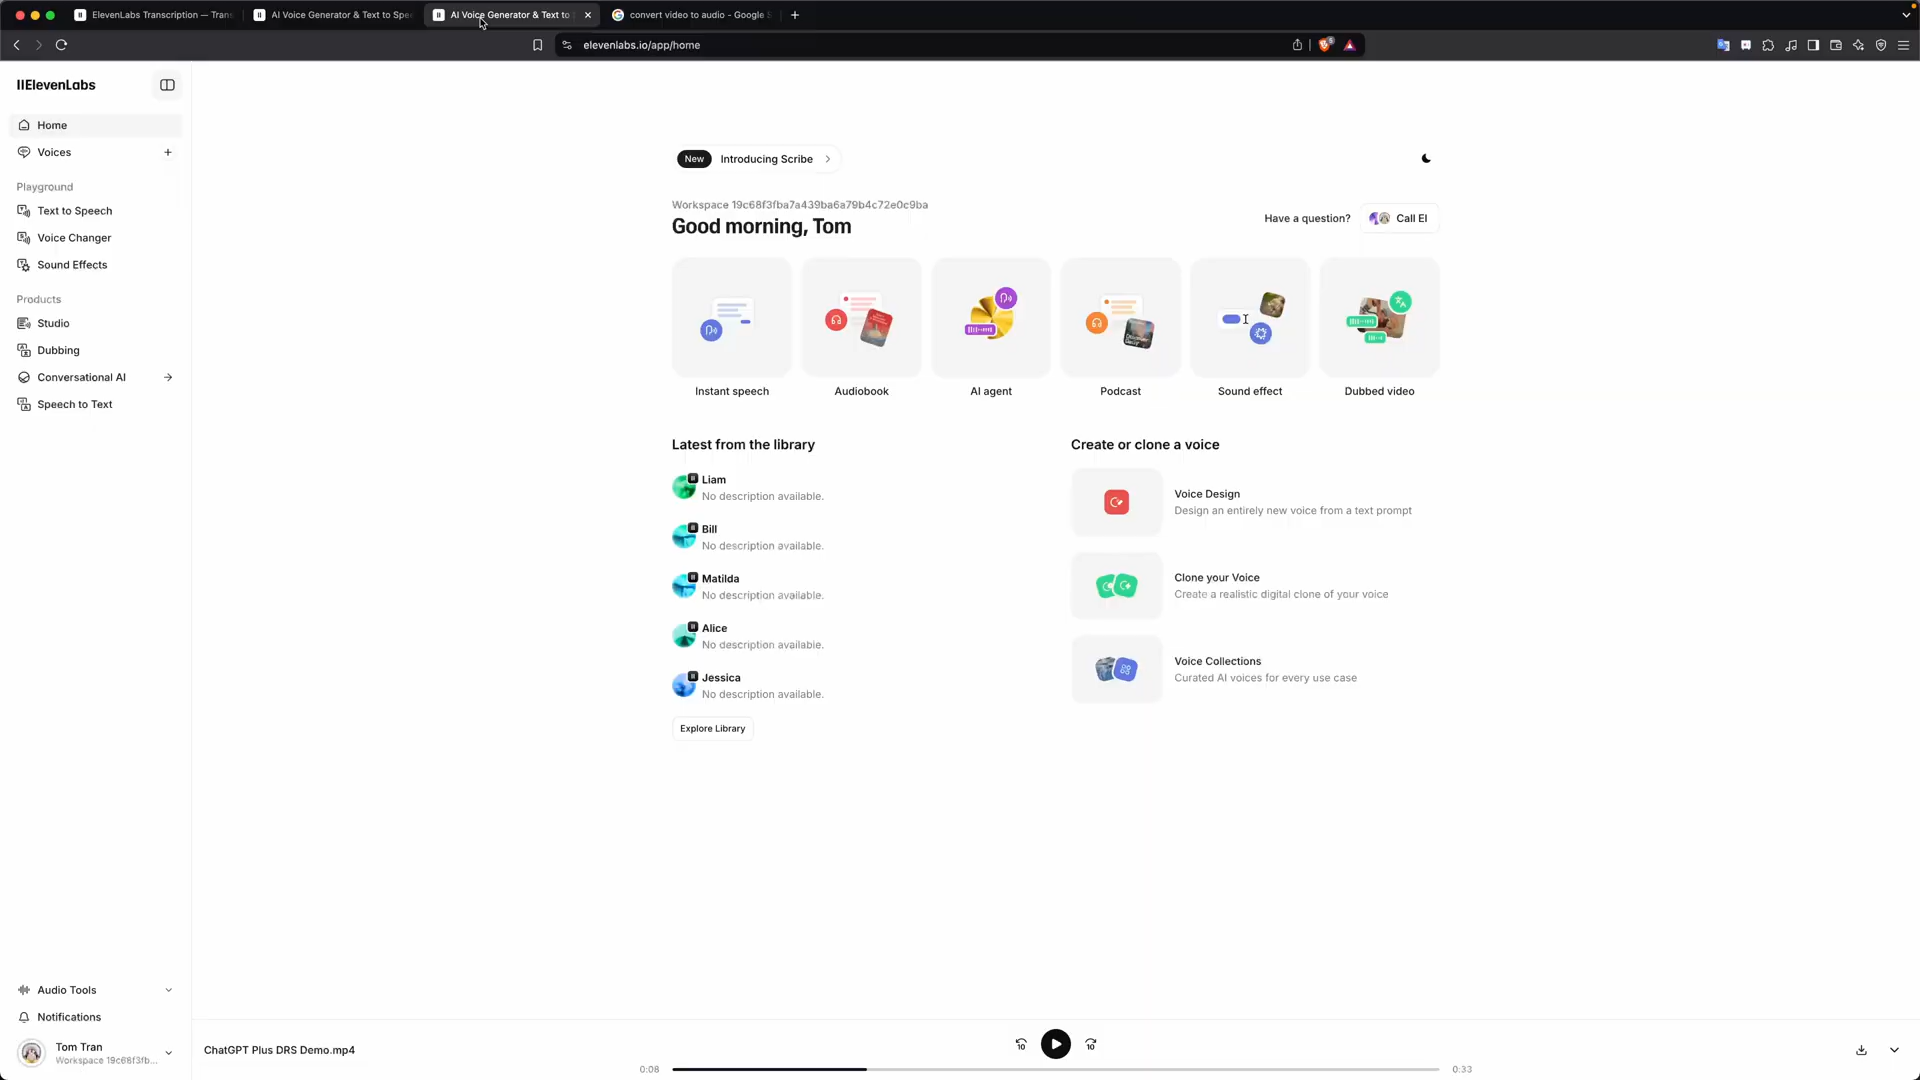 ElevenLabs Transcription — Tran
AI Voice Generator & Text to Spe
AI Voice Generator & Text to
convert video to audio - Google
elevenlabs.io/app/home
IIElevenLabs
Home
Voices
Playground
Text to Speech
Voice Changer
Sound Effects
Products
Studio
Dubbing
Conversational AI
Speech to Text
New Introducing Scribe
Workspace 19c68f3fba7a439ba6a79b4c72e0c9ba
Good morning, Tom
Have a question? Call EI
Instant speech
Audiobook
AI agent
Podcast
Sound effect
Dubbed video
Latest from the library
Liam
No description available.
Bill
No description available.
Matilda
No description available.
Alice
No description available.
Jessica
No description available.
Explore Library
Create or clone a voice
Voice Design
Design an entirely new voice from a text prompt
Clone your Voice
Create a realistic digital clone of your voice
Voice Collections
Curated AI voices for every use case
Audio Tools
Notifications
Tom Tran
Workspace 19c68f3fb...
ChatGPT Plus DRS Demo.mp4
10
10
0:08
0:33